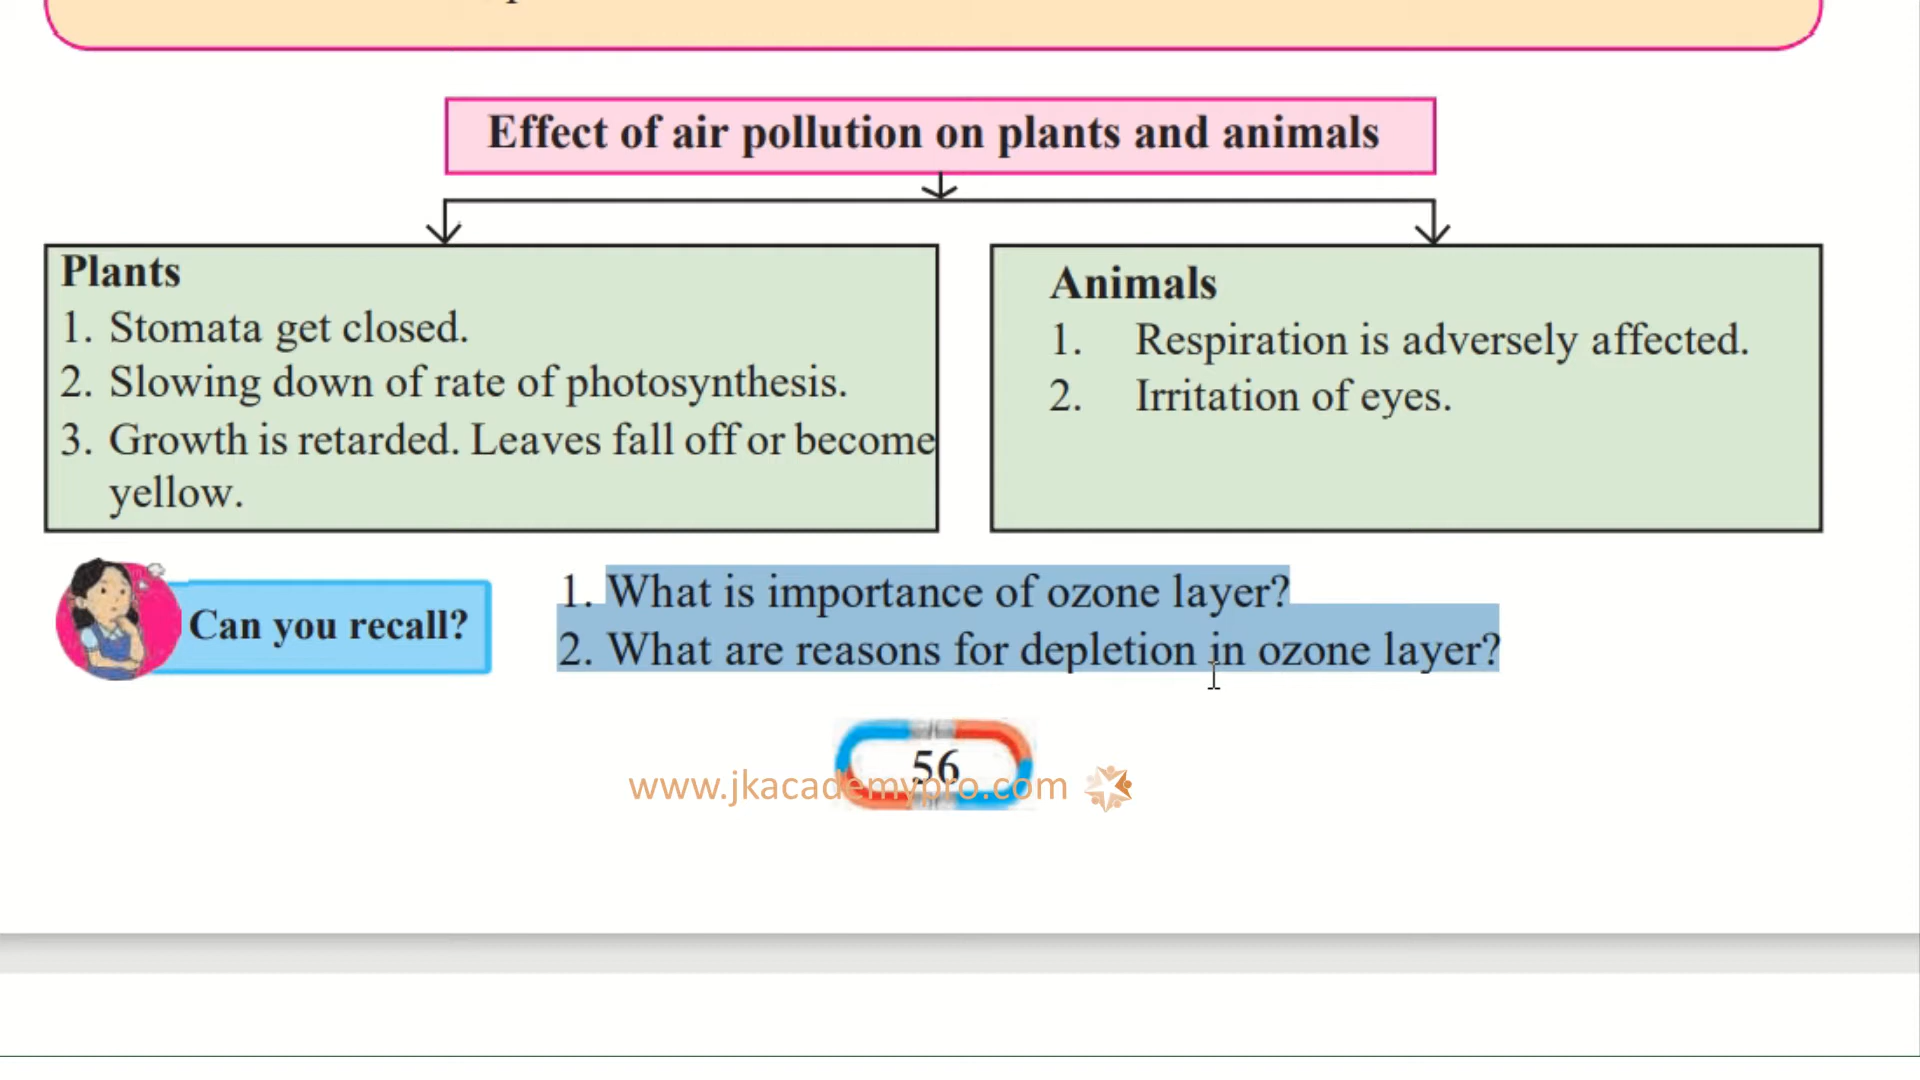 Effect of air pollution on plants and animals
Plants
1. Stomata get closed.
2. Slowing down of rate of photosynthesis.
3. Growth is retarded. Leaves fall off or become
yellow.
Animals
1. Respiration is adversely affected.
2. Irritation of eyes.
Can you recall?
1. What is importance of ozone layer?
2. What are reasons for depletion in ozone layer?
56
www.jkacademypro.com